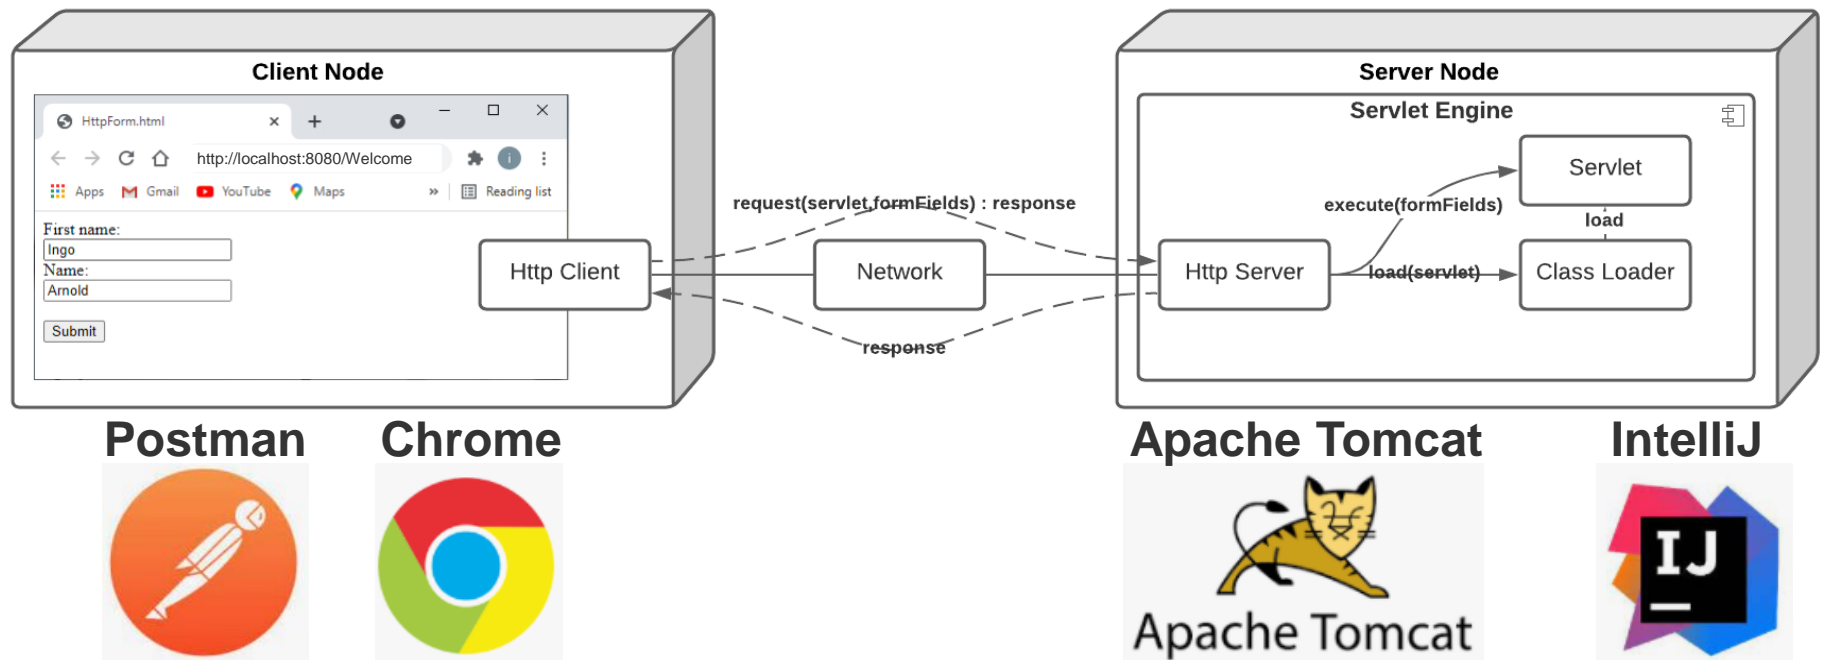 Client Node
HttpForm.html
http://localhost:8080/Welcome
i
Apps Gmail YouTube Maps » Reading list
First name:
Ingo
Name:
Arnold
Submit
Http Client
request(servlet,formFields) : response
Network
response
Server Node
Servlet Engine
Servlet
execute(formFields)
load
Http Server
load(servlet)
Class Loader
Postman
Chrome
Apache Tomcat
IntelliJ
Apache Tomcat
IJ